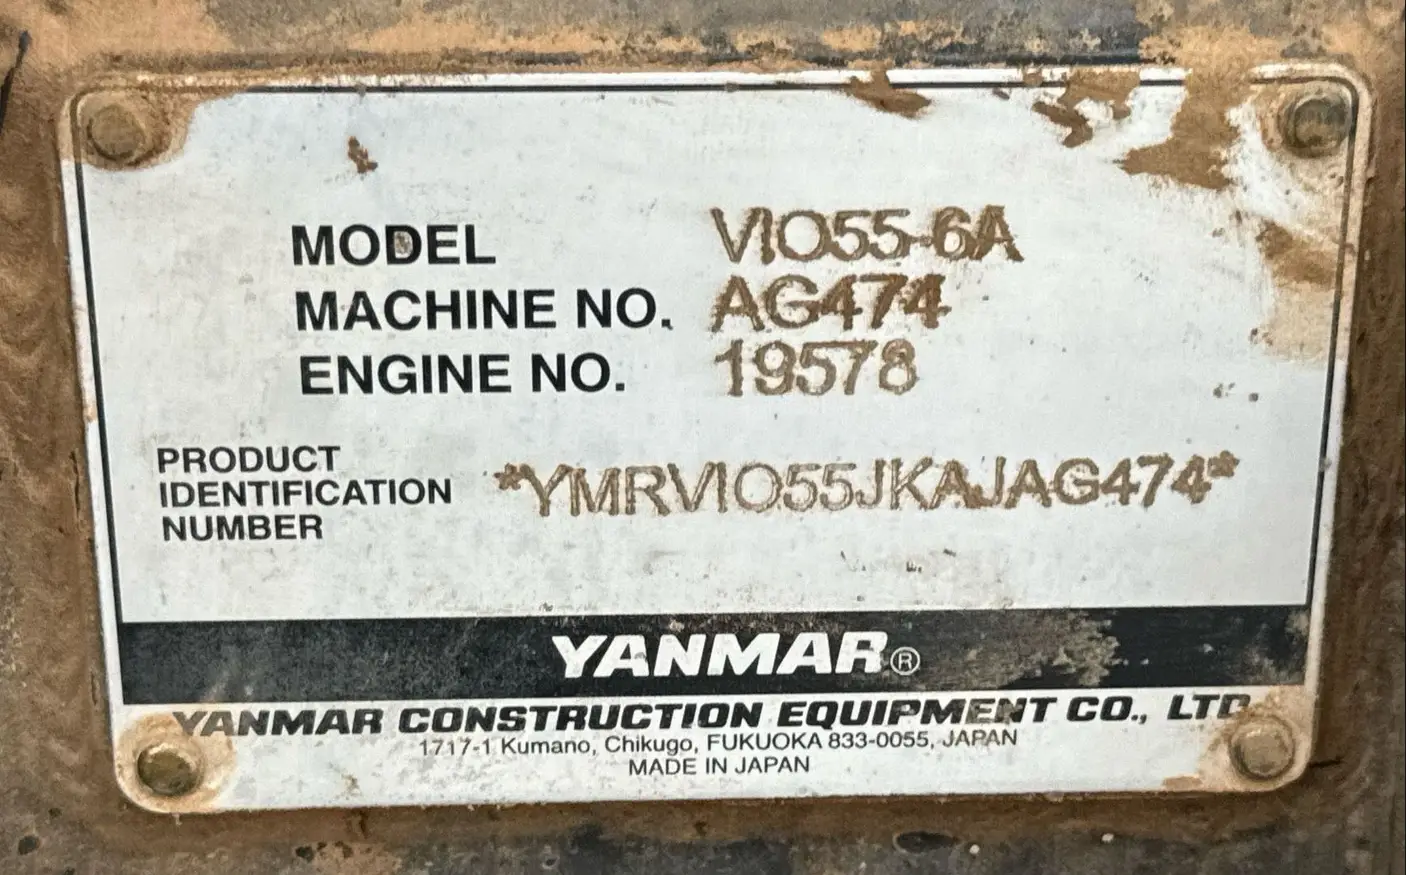 MODEL VIO55-6A
MACHINE NO. AG474
ENGINE NO. 19578
PRODUCT
IDENTIFICATION
NUMBER
*YMRVIO55JKAJAG474*
YANMAR®
YANMAR CONSTRUCTION EQUIPMENT CO., LTD.
1717-1 Kumano, Chikugo, FUKUOKA 833-0055, JAPAN
MADE IN JAPAN